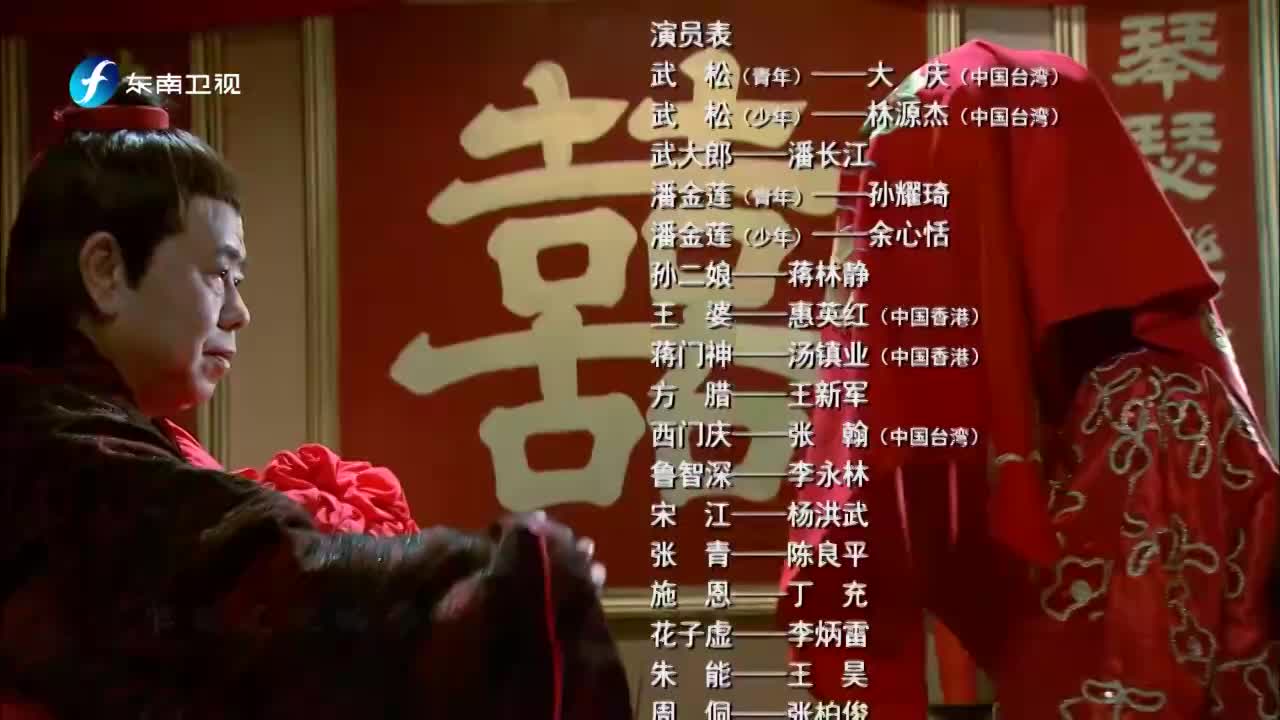 东南卫视
演员表
武　松（青年）——大　庆（中国台湾）
武　松（少年）——林源杰（中国台湾）
武大郎——潘长江
潘金莲（青年）——孙耀琦
潘金莲（少年）——余心恬
孙二娘——蒋林静
王　婆——惠英红（中国香港）
蒋门神——汤镇业（中国香港）
方　腊——王新军
西门庆——张　翰（中国台湾）
鲁智深——李永林
宋　江——杨洪武
张　青——陈良平
施　恩——丁　充
花子虚——李炳雷
朱　能——王　昊
周　侗——张柏俊
囍
琴瑟